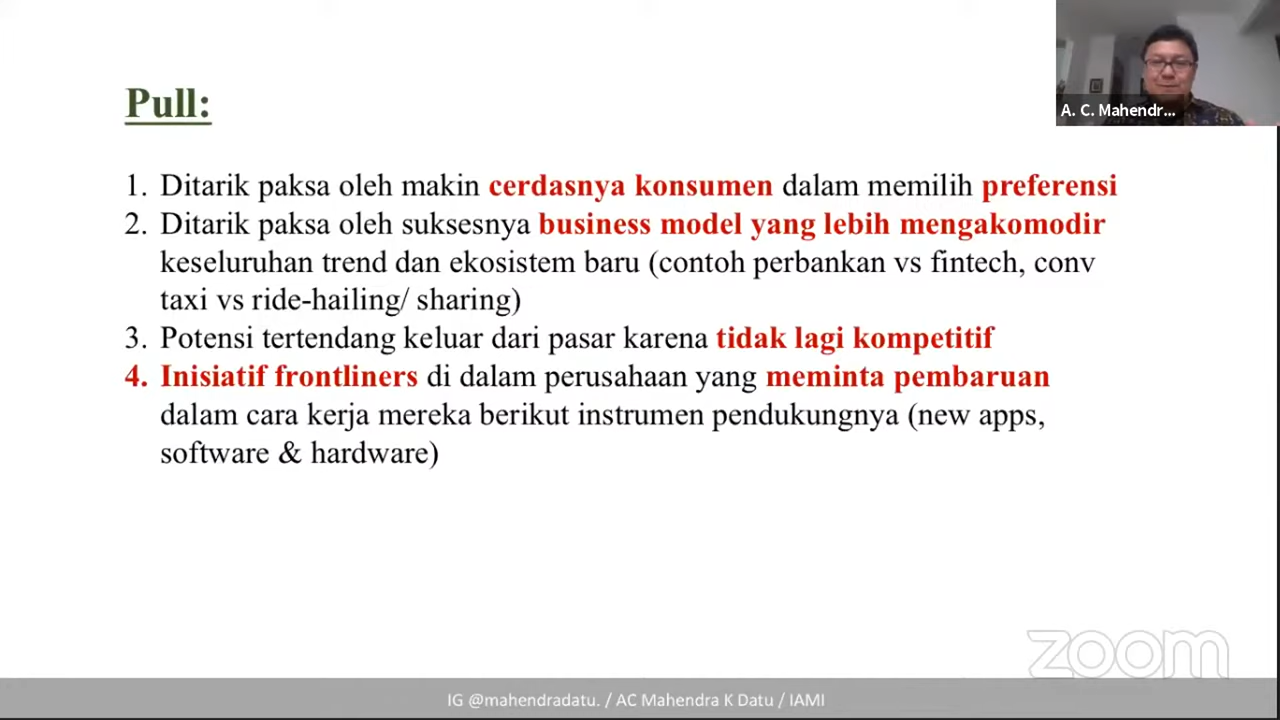 Pull:
A. C. Mahendr...
1. Ditarik paksa oleh makin cerdasnya konsumen dalam memilih preferensi
2. Ditarik paksa oleh suksesnya business model yang lebih mengakomodir
keseluruhan trend dan ekosistem baru (contoh perbankan vs fintech, conv
taxi vs ride-hailing/ sharing)
3. Potensi tertendang keluar dari pasar karena tidak lagi kompetitif
4. Inisiatif frontliners di dalam perusahaan yang meminta pembaruan
dalam cara kerja mereka berikut instrumen pendukungnya (new apps,
software & hardware)
zoom
IG @mahendradatu. / AC Mahendra K Datu / IAMI